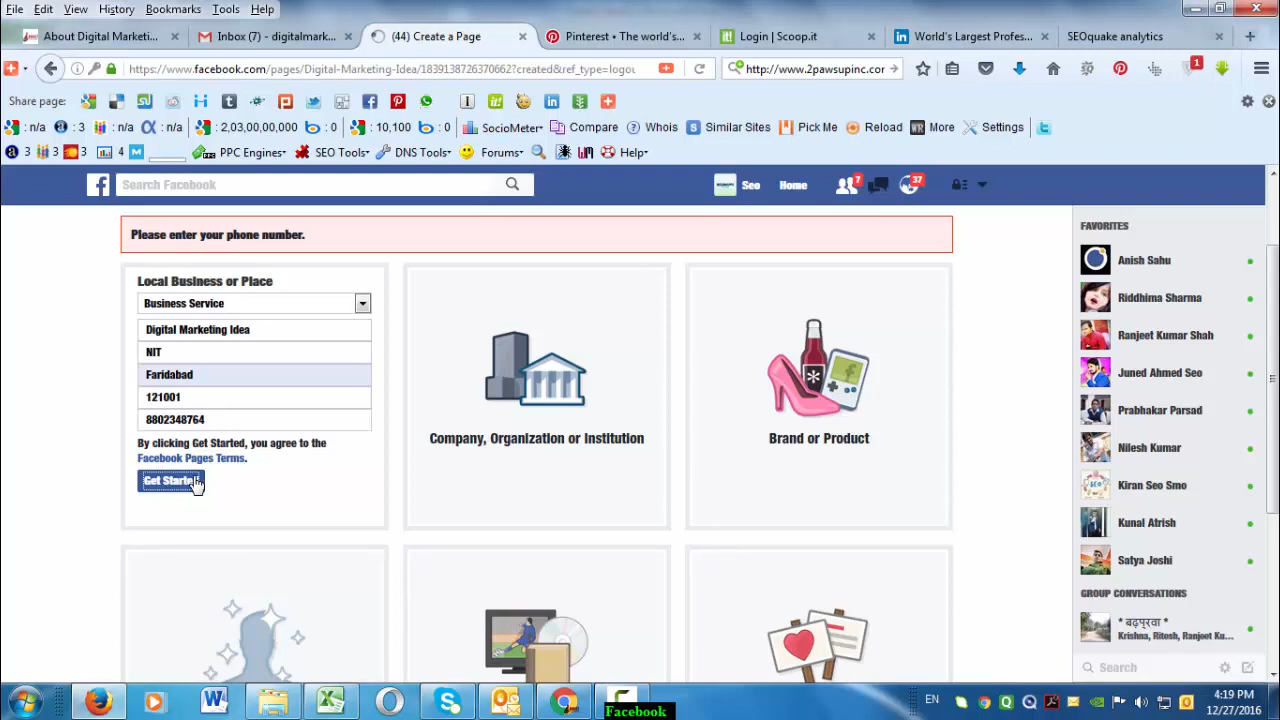 File Edit View History Bookmarks Tools Help
About Digital Marketi... × Inbox (7) - digitalmark... × (44) Create a Page × Pinterest • The world's... × Login | Scoop.it × World's Largest Profes... × SEOquake analytics ×
https://www.facebook.com/pages/Digital-Marketing-Idea/1839138726370662?created&ref_type=logou http://www.2pawsupinc.cor 1
Share page:
: n/a : 3 : n/a : n/a : 2,03,00,00,000 : 0 : 10,100 : 0 SocioMeter Compare Whois Similar Sites Pick Me Reload More Settings
3 3 3 4 PPC Engines SEO Tools DNS Tools Forums Help
Search Facebook Seo Home 7 37
Please enter your phone number.
Local Business or Place
Business Service
Digital Marketing Idea
NIT
Faridabad
121001
8802348764
By clicking Get Started, you agree to the
Facebook Pages Terms.
Get Started
Company, Organization or Institution
Brand or Product
FAVORITES
Anish Sahu
Riddhima Sharma
Ranjeet Kumar Shah
Juned Ahmed Seo
Prabhakar Parsad
Nilesh Kumar
Kiran Seo Smo
Kunal Atrish
Satya Joshi
GROUP CONVERSATIONS
* बढ़प्रवा *
Krishna, Ritosh, Ranjeet Ku...
Search
EN
4:19 PM
12/27/2016
Facebook